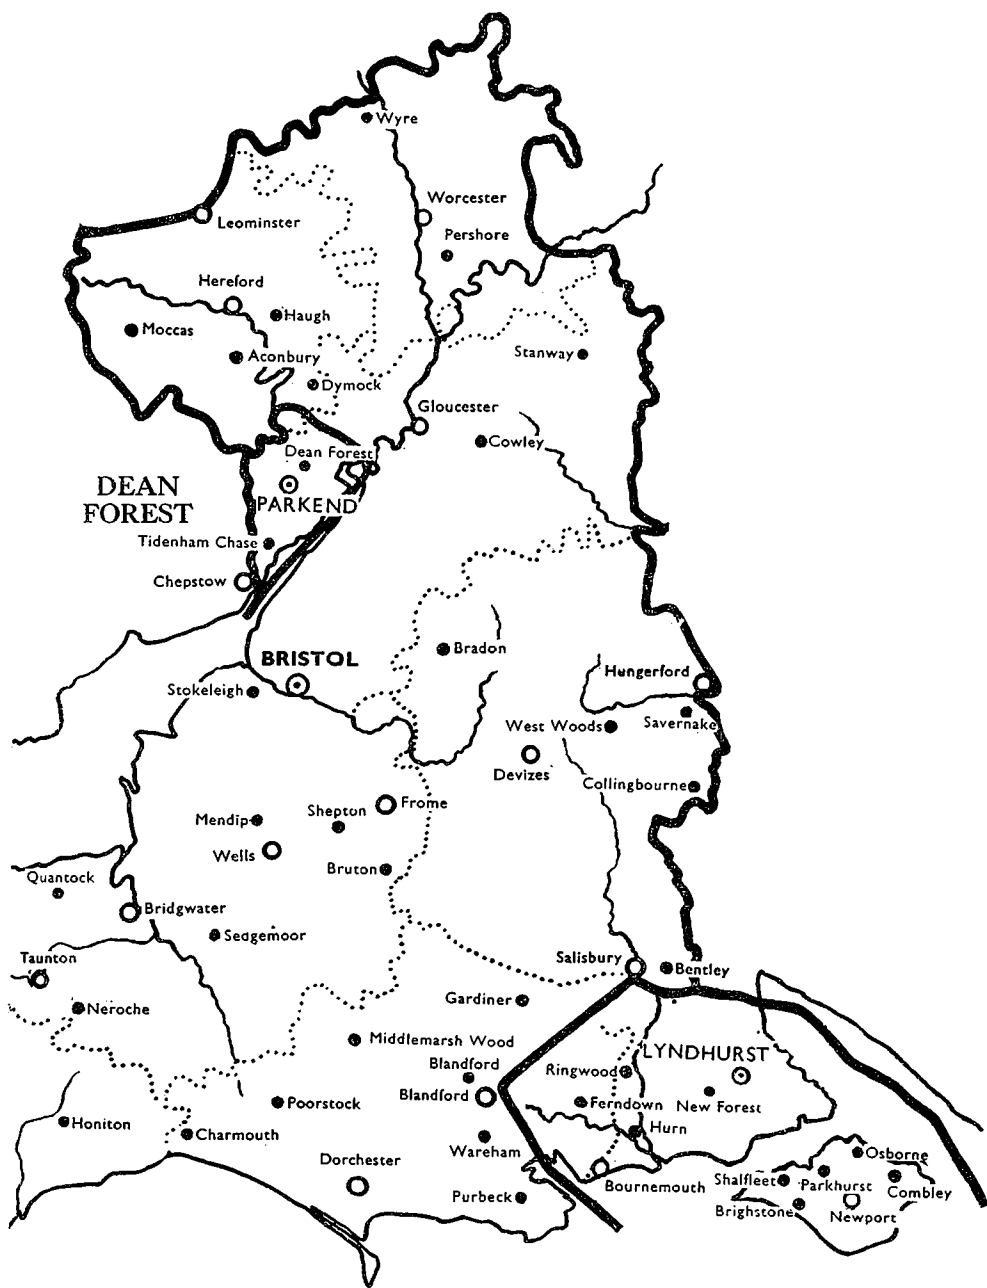 Wyre
Worcester
Leominster
Pershore
Hereford
Haugh
Moccas
Stanway
Aconbury
Dymock
Gloucester
Cowley
Dean Forest
DEAN
FOREST
PARKEND
Tidenham Chase
Chepstow
Bradon
BRISTOL
Hungerford
Stokeleigh
West Woods
Savernake
Devizes
Collingbourne
Mendip
Shepton
Frome
Wells
Bruton
Quantock
Bridgwater
Sedgemoor
Taunton
Salisbury
Bentley
Gardiner
Neroche
Middlemarsh Wood
LYNDHURST
Blandford
Ringwood
Blandford
Poorstock
Ferndown
New Forest
Honiton
Charmouth
Hurn
Wareham
Osborne
Dorchester
Shalfleet
Parkhurst
Combley
Bournemouth
Purbeck
Brighstone
Newport